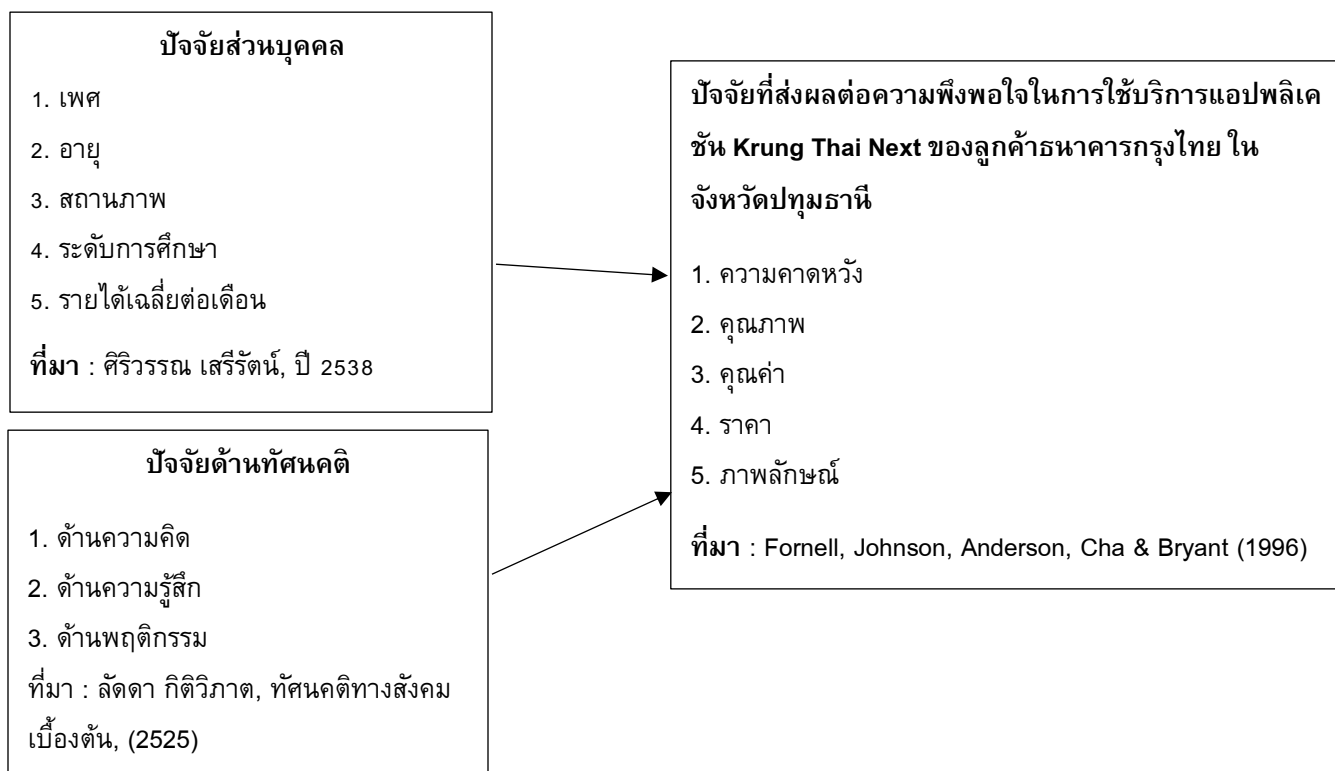 ปัจจัยส่วนบุคคล
1. เพศ
2. อายุ
3. สถานภาพ
4. ระดับการศึกษา
5. รายได้เฉลี่ยต่อเดือน
ที่มา : ศิริวรรณ เสรีรัตน์, ปี 2538
ปัจจัยด้านทัศนคติ
1. ด้านความคิด
2. ด้านความรู้สึก
3. ด้านพฤติกรรม
ที่มา : ลัดดา กิติวิภาต, ทัศนคติทางสังคม
เบื้องต้น, (2525)
ปัจจัยที่ส่งผลต่อความพึงพอใจในการใช้บริการแอปพลิเค
ชัน Krung Thai Next ของลูกค้าธนาคารกรุงไทย ใน
จังหวัดปทุมธานี
1. ความคาดหวัง
2. คุณภาพ
3. คุณค่า
4. ราคา
5. ภาพลักษณ์
ที่มา : Fornell, Johnson, Anderson, Cha & Bryant (1996)